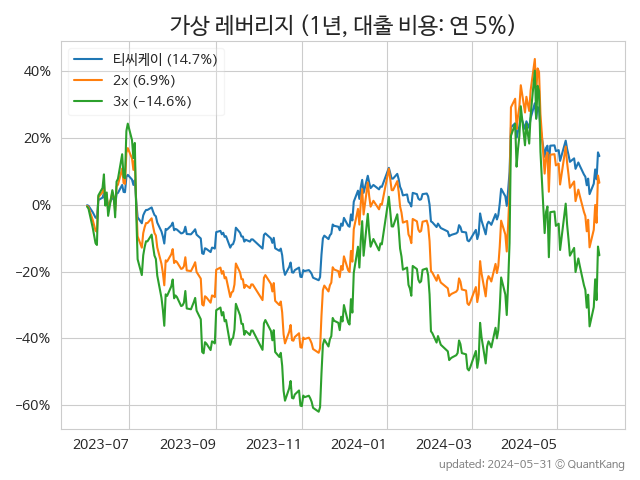 가상 레버리지 (1년, 대출 비용: 연 5%)
티씨케이 (14.7%)
2x (6.9%)
3x (−14.6%)
40%
20%
0%
−20%
−40%
−60%
2023-07
2023-09
2023-11
2024-01
2024-03
2024-05
updated: 2024-05-31 © QuantKang